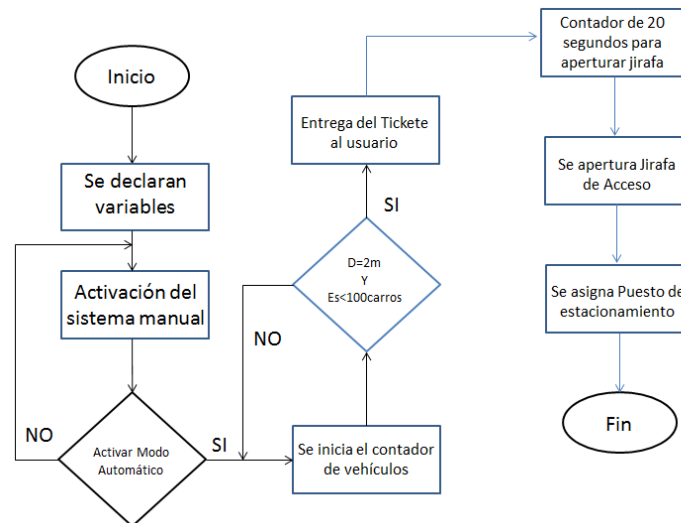 Inicio
Se declaran
variables
Activación del
sistema manual
Activar Modo
Automático
NO
SI
Se inicia el contador
de vehículos
D=2m
Y
Es<100carros
NO
SI
Entrega del Tickete
al usuario
Contador de 20
segundos para
aperturar jirafa
Se apertura Jirafa
de Acceso
Se asigna Puesto de
estacionamiento
Fin